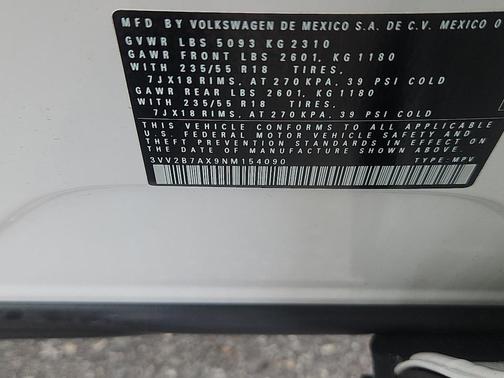 MFD BY VOLKSWAGEN DE MEXICO S.A. DE C.V. MEXICO 0
GVWR LBS 5093 KG 2310
GAWR FRONT LBS 2601, KG 1180
WITH 235/55 R18 TIRES,
7JX18 RIMS, AT 270 KPA, 39 PSI COLD
GAWR REAR LBS 2601, KG 1180
WITH 235/55 R18 TIRES,
7JX18 RIMS, AT 270 KPA, 39 PSI COLD
THIS VEHICLE CONFORMS TO ALL APPLICABLE
U.S. FEDERAL MOTOR VEHICLE SAFETY AND
THEFT PREVENTION STANDARDS IN EFFECT ON
THE DATE OF MANUFACTURE SHOWN ABOVE.
3VV2B7AX9NM154090 TYPE: MPV